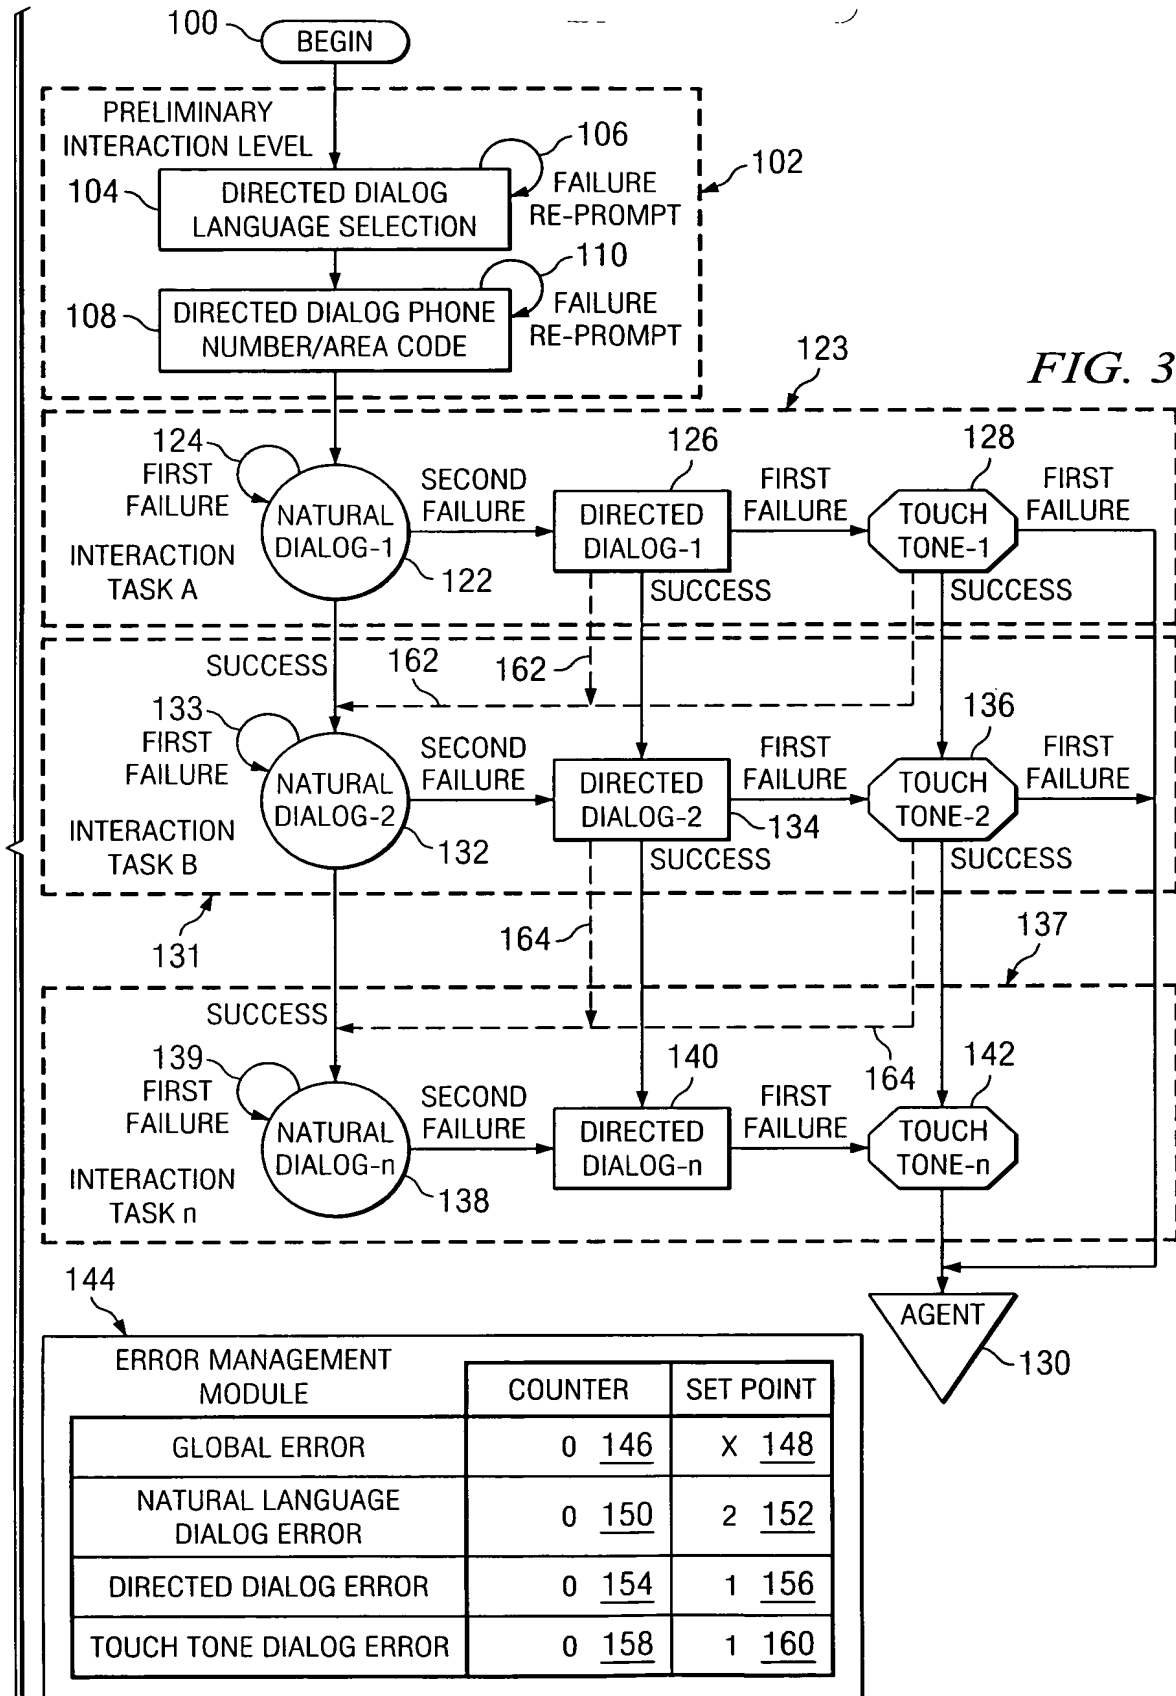 100
BEGIN
PRELIMINARY
INTERACTION LEVEL
106
102
104
DIRECTED DIALOG
LANGUAGE SELECTION
FAILURE
RE-PROMPT
110
108
DIRECTED DIALOG PHONE
NUMBER/AREA CODE
FAILURE
RE-PROMPT
123
FIG. 3
124
FIRST
FAILURE
NATURAL
DIALOG-1
122
SECOND
FAILURE
126
DIRECTED
DIALOG-1
FIRST
FAILURE
128
TOUCH
TONE-1
FIRST
FAILURE
INTERACTION
TASK A
SUCCESS
SUCCESS
SUCCESS
162
162
133
FIRST
FAILURE
NATURAL
DIALOG-2
132
SECOND
FAILURE
DIRECTED
DIALOG-2
134
FIRST
FAILURE
136
TOUCH
TONE-2
FIRST
FAILURE
INTERACTION
TASK B
SUCCESS
SUCCESS
131
164
137
SUCCESS
164
139
FIRST
FAILURE
NATURAL
DIALOG-n
138
SECOND
FAILURE
140
DIRECTED
DIALOG-n
FIRST
FAILURE
142
TOUCH
TONE-n
INTERACTION
TASK n
144
AGENT
130
ERROR MANAGEMENT
MODULE
COUNTER
SET POINT
GLOBAL ERROR
0 146
X 148
NATURAL LANGUAGE
DIALOG ERROR
0 150
2 152
DIRECTED DIALOG ERROR
0 154
1 156
TOUCH TONE DIALOG ERROR
0 158
1 160